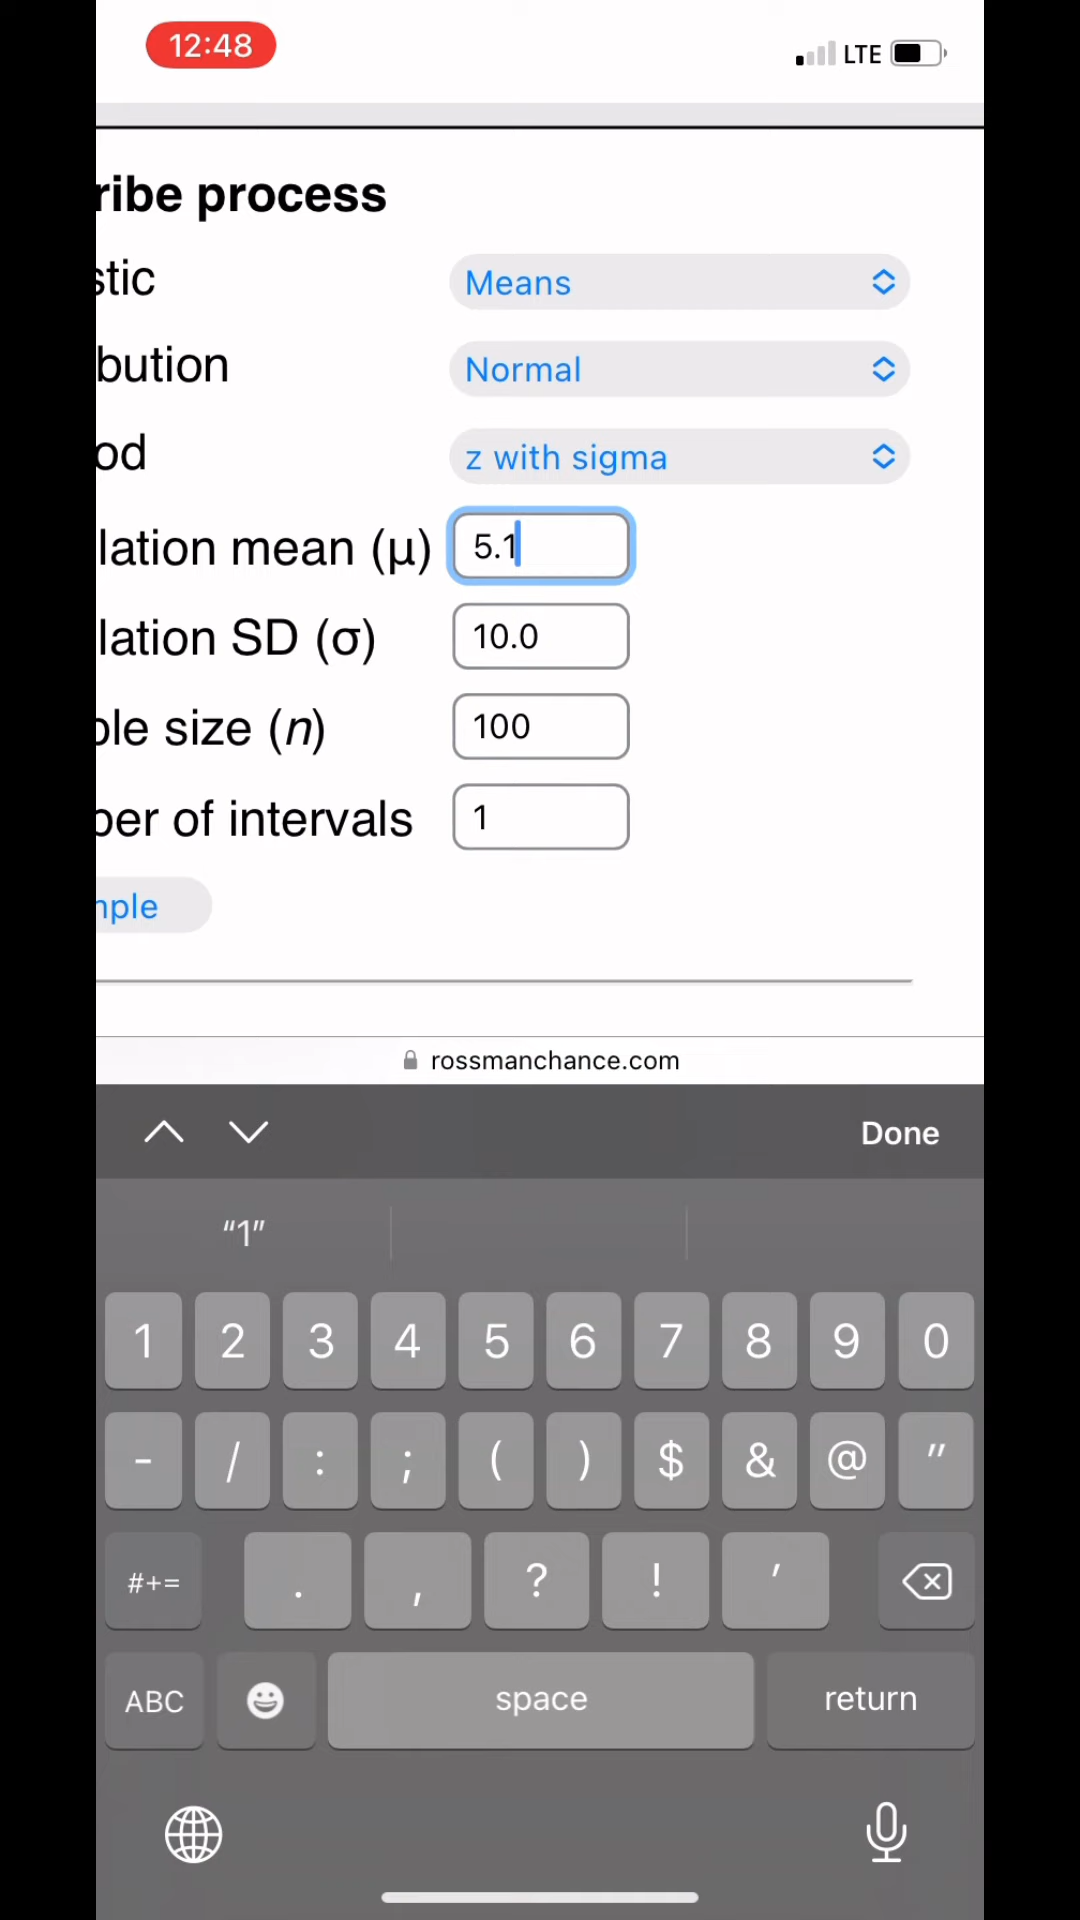 12:48
LTE
ribe process
stic
Means
bution
Normal
od
z with sigma
lation mean (μ)
5.1
lation SD (σ)
10.0
ple size (n)
100
ber of intervals
1
mple
rossmanchance.com
Done
“1”
1 2 3 4 5 6 7 8 9 0
- / : ; ( ) $ & @ "
#+= . , ? ! '
ABC space return